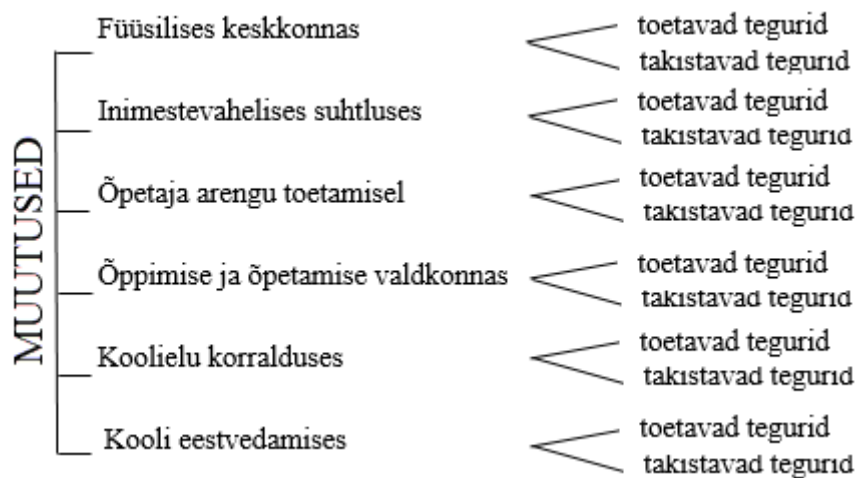 MUUTUSED
Füüsilises keskkonnas
toetavad tegurid
takistavad tegurid
Inimestevahelises suhtluses
toetavad tegurid
takistavad tegurid
Õpetaja arengu toetamisel
toetavad tegurid
takistavad tegurid
Õppimise ja õpetamise valdkonnas
toetavad tegurid
takistavad tegurid
Koolielu korralduses
toetavad tegurid
takistavad tegurid
Kooli eestvedamises
toetavad tegurid
takistavad tegurid